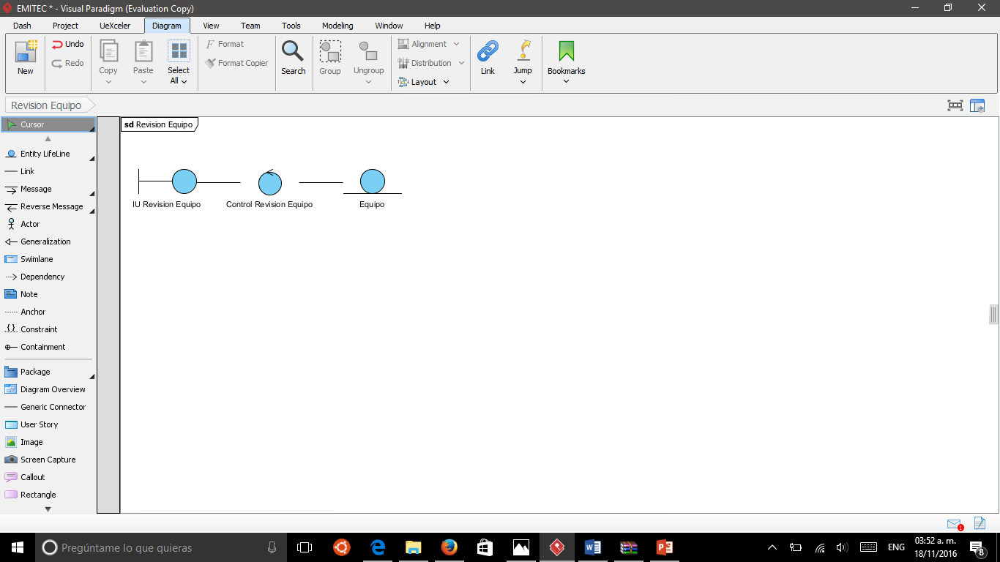 EMITEC * - Visual Paradigm (Evaluation Copy)
Dash Project UeXceler Diagram View Team Tools Modeling Window Help
New
Undo
Redo
Copy
Paste
Select All
Format
Format Copier
Search
Group
Ungroup
Alignment
Distribution
Layout
Link
Jump
Bookmarks
Revision Equipo
Cursor
Entity LifeLine
Link
Message
Reverse Message
Actor
Generalization
Swimlane
Dependency
Note
Anchor
Constraint
Containment
Package
Diagram Overview
Generic Connector
User Story
Image
Screen Capture
Callout
Rectangle
sd Revision Equipo
IU Revision Equipo
Control Revision Equipo
Equipo
1
Pregúntame lo que quieras
ENG
03:52 a. m.
18/11/2016
8